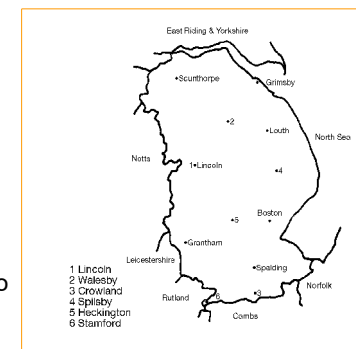 East Riding & Yorkshire
Scunthorpe
Grimsby
2
Louth
North Sea
Notts
1 Lincoln
4
5
Boston
Grantham
Leicestershire
1 Lincoln
2 Walesby
3 Crowland
4 Spilsby
5 Heckington
6 Stamford
Spalding
Rutland
6
3
Norfolk
Cambs
o